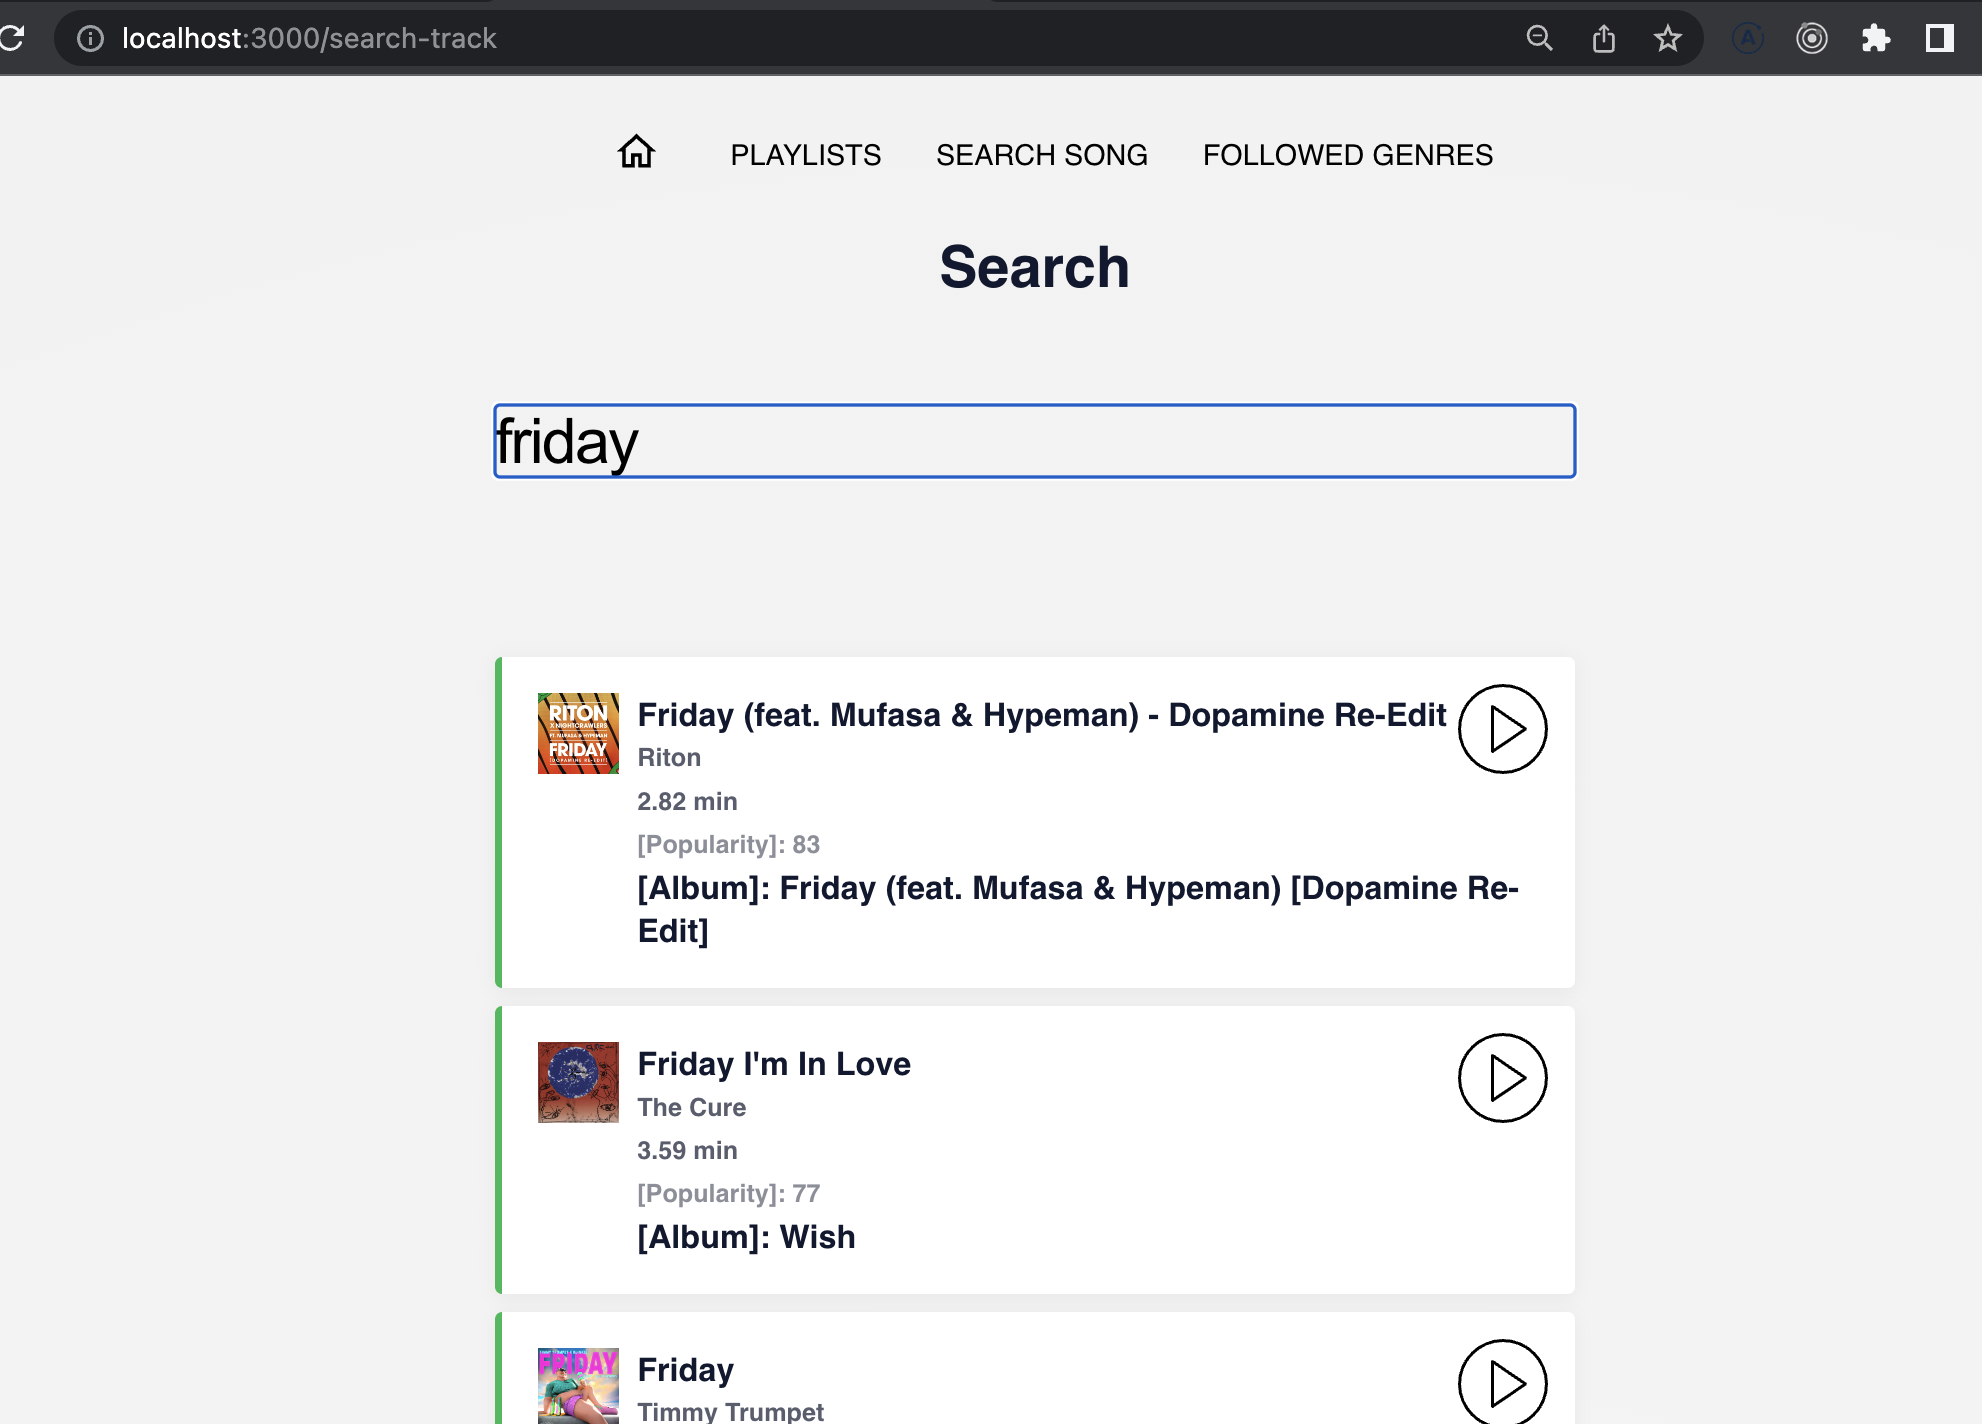 localhost:3000/search-track
PLAYLISTS SEARCH SONG FOLLOWED GENRES
Search
friday
RITON
X NIGHTCRAWLERS
FT. MUFASA & HYPEMAN
FRIDAY
[DOPAMINE RE-EDIT]
Friday (feat. Mufasa & Hypeman) - Dopamine Re-Edit
Riton
2.82 min
[Popularity]: 83
[Album]: Friday (feat. Mufasa & Hypeman) [Dopamine Re-
Edit]
Friday I'm In Love
The Cure
3.59 min
[Popularity]: 77
[Album]: Wish
FRIDAY
Friday
Timmy Trumpet